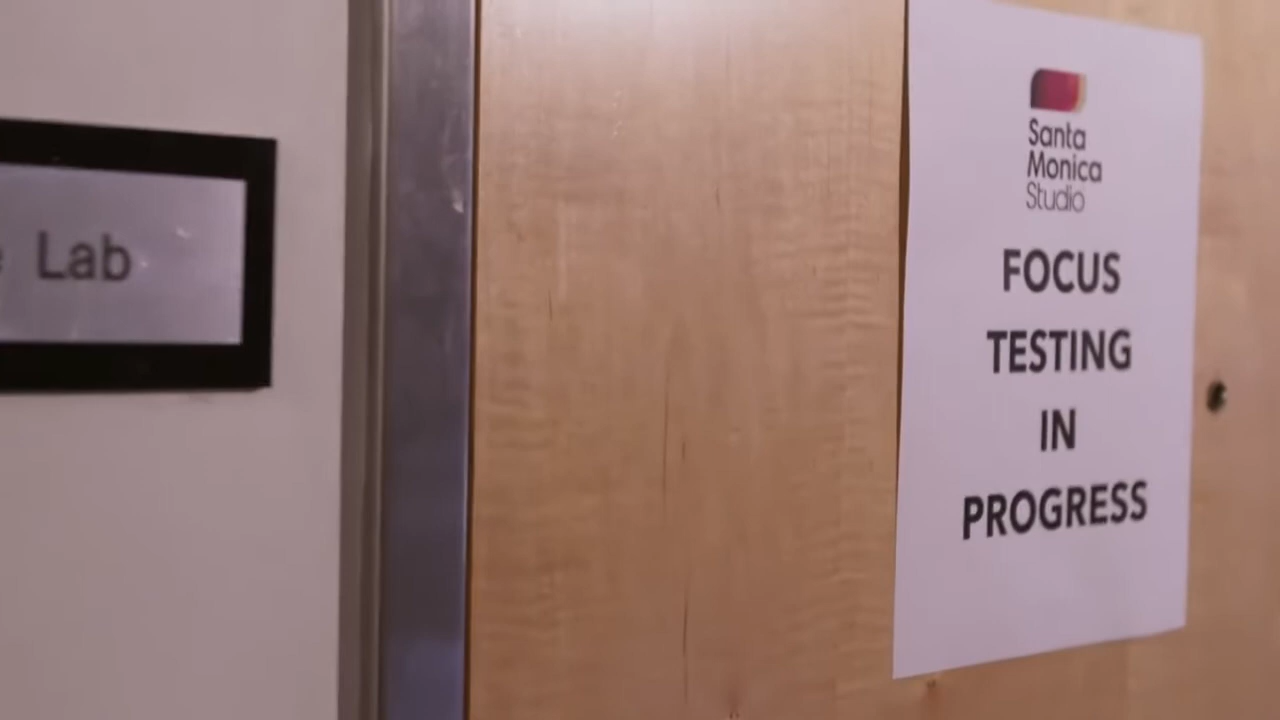 Lab
Santa
Monica
Studio
FOCUS
TESTING
IN
PROGRESS